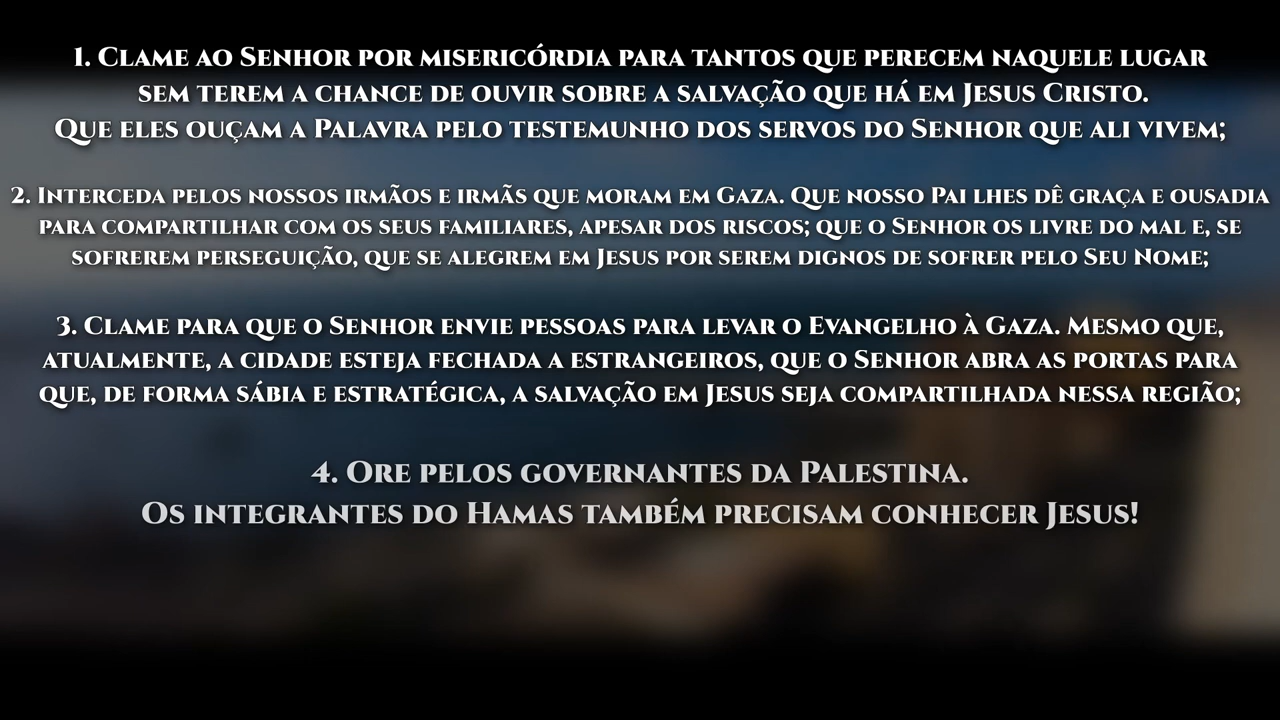 1. Clame ao Senhor por misericórdia para tantos que perecem naquele lugar
sem terem a chance de ouvir sobre a salvação que há em Jesus Cristo.
Que eles ouçam a Palavra pelo testemunho dos servos do Senhor que ali vivem;
2. Interceda pelos nossos irmãos e irmãs que moram em Gaza. Que nosso Pai lhes dê graça e ousadia
para compartilhar com os seus familiares, apesar dos riscos; que o Senhor os livre do mal e, se
sofrerem perseguição, que se alegrem em Jesus por serem dignos de sofrer pelo Seu Nome;
3. Clame para que o Senhor envie pessoas para levar o Evangelho à Gaza. Mesmo que,
atualmente, a cidade esteja fechada a estrangeiros, que o Senhor abra as portas para
que, de forma sábia e estratégica, a salvação em Jesus seja compartilhada nessa região;
4. Ore pelos governantes da Palestina.
Os integrantes do Hamas também precisam conhecer Jesus!